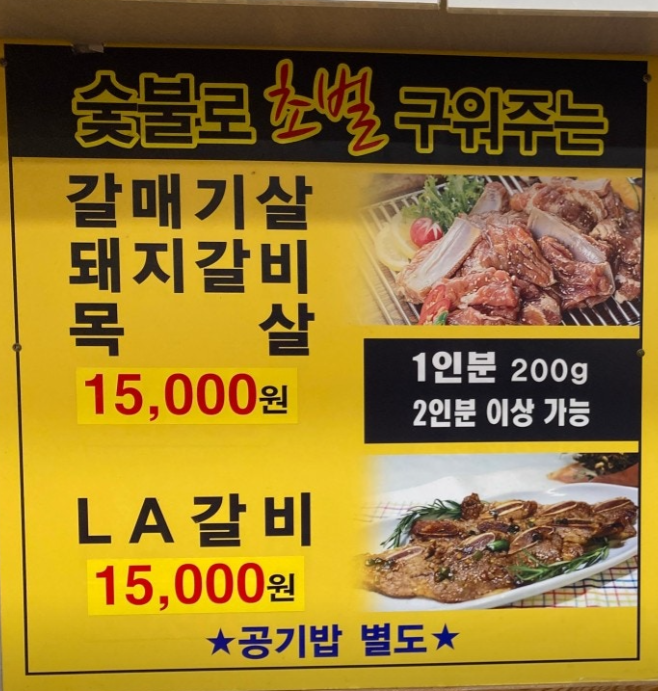 숯불로 초벌 구워주는
갈매기살
돼지갈비
목 살
15,000원
1인분 200g
2인분 이상 가능
LA갈비
15,000원
★공기밥 별도★